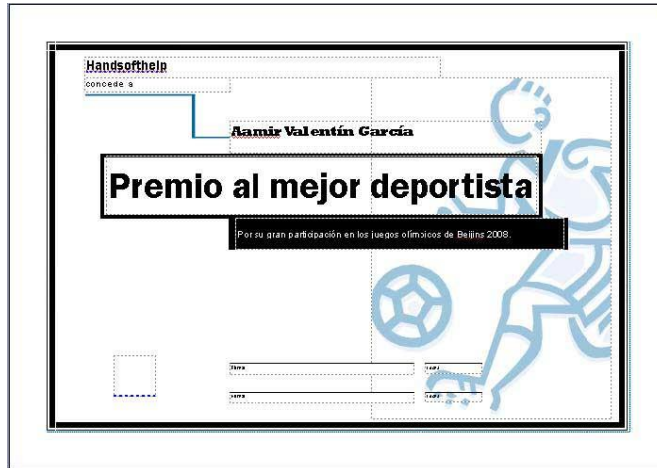 Handsofthelp
concede a
Aamir Valentín García
Premio al mejor deportista
Por su gran participación en los juegos olímpicos de Beijins 2008.